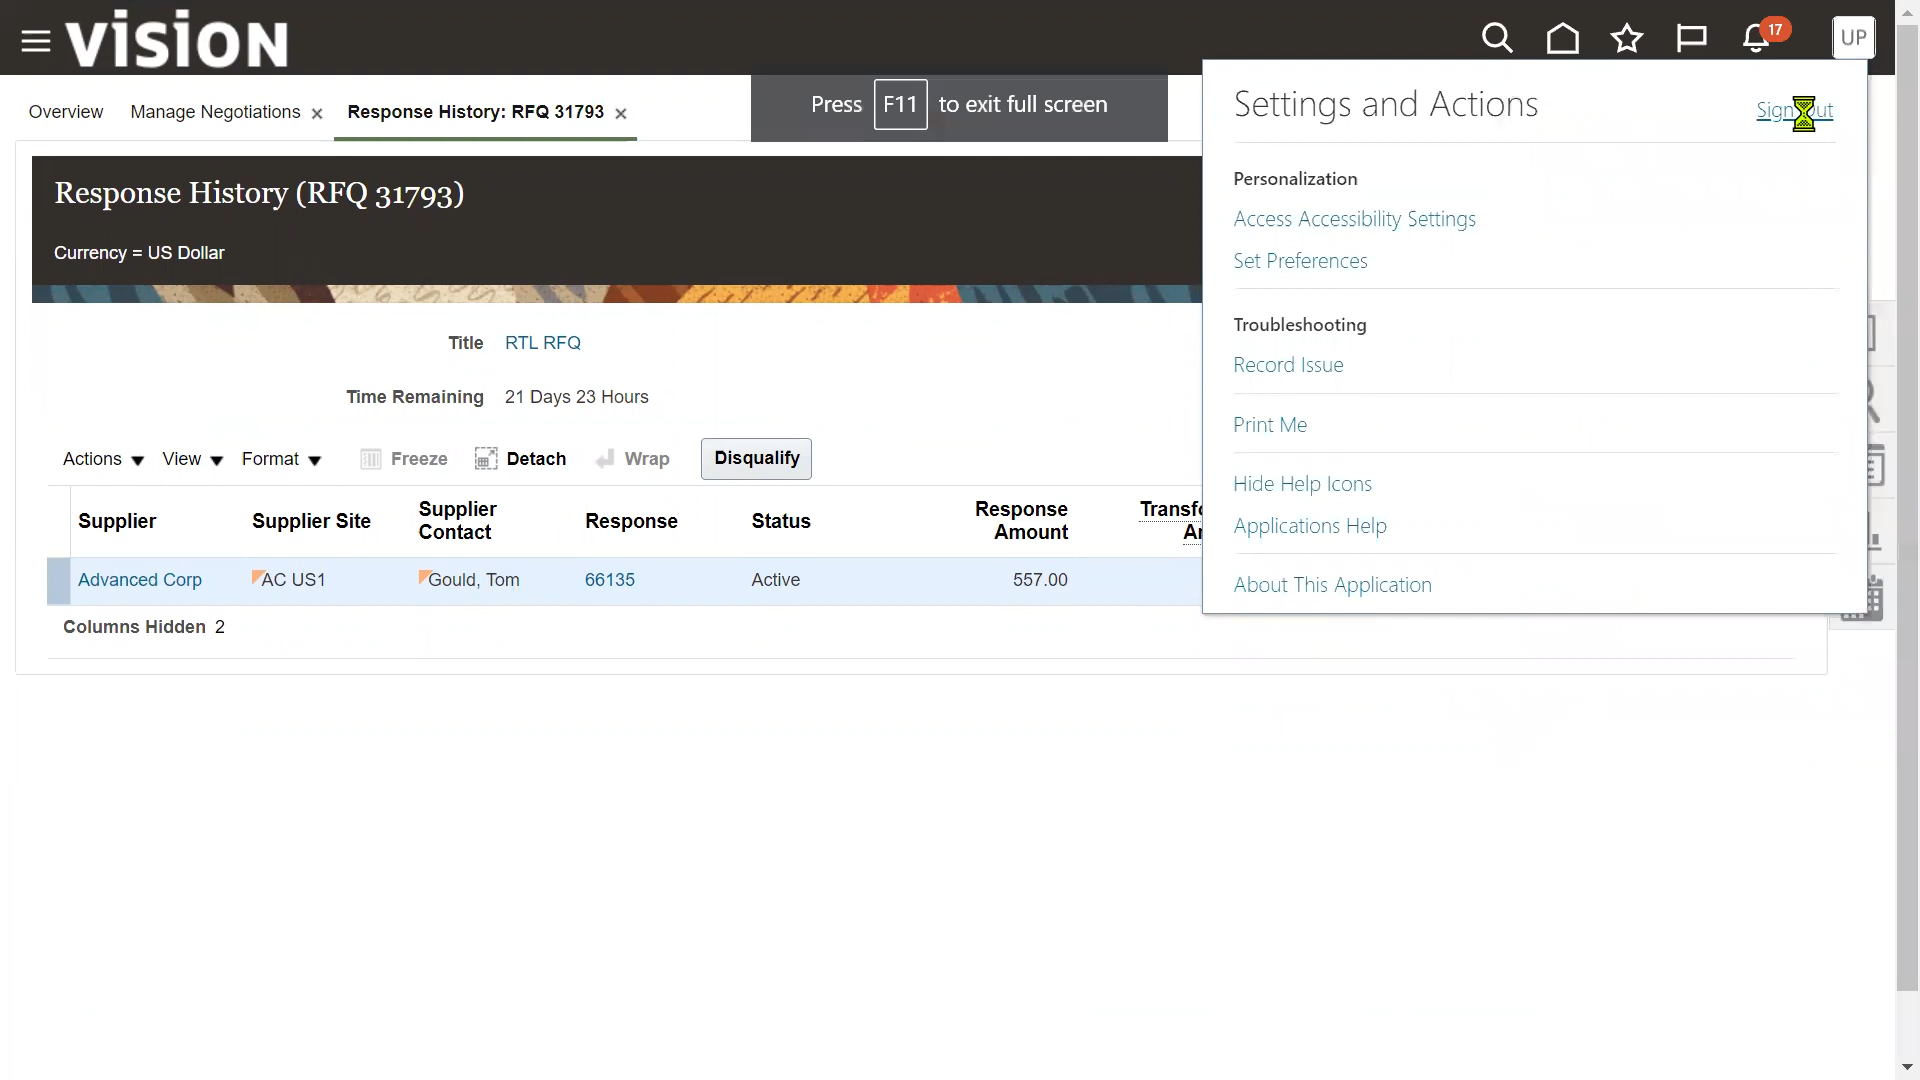 vision
17
UP
Overview
Manage Negotiations
Response History: RFQ 31793
Press F11 to exit full screen
Response History (RFQ 31793)
Currency = US Dollar
Title RTL RFQ
Time Remaining 21 Days 23 Hours
Actions View Format Freeze Detach Wrap Disqualify
Supplier Supplier Site Supplier Contact Response Status Response Amount
Advanced Corp AC US1 Gould, Tom 66135 Active 557.00
Columns Hidden 2
Settings and Actions
Sign Out
Personalization
Access Accessibility Settings
Set Preferences
Troubleshooting
Record Issue
Print Me
Hide Help Icons
Applications Help
About This Application